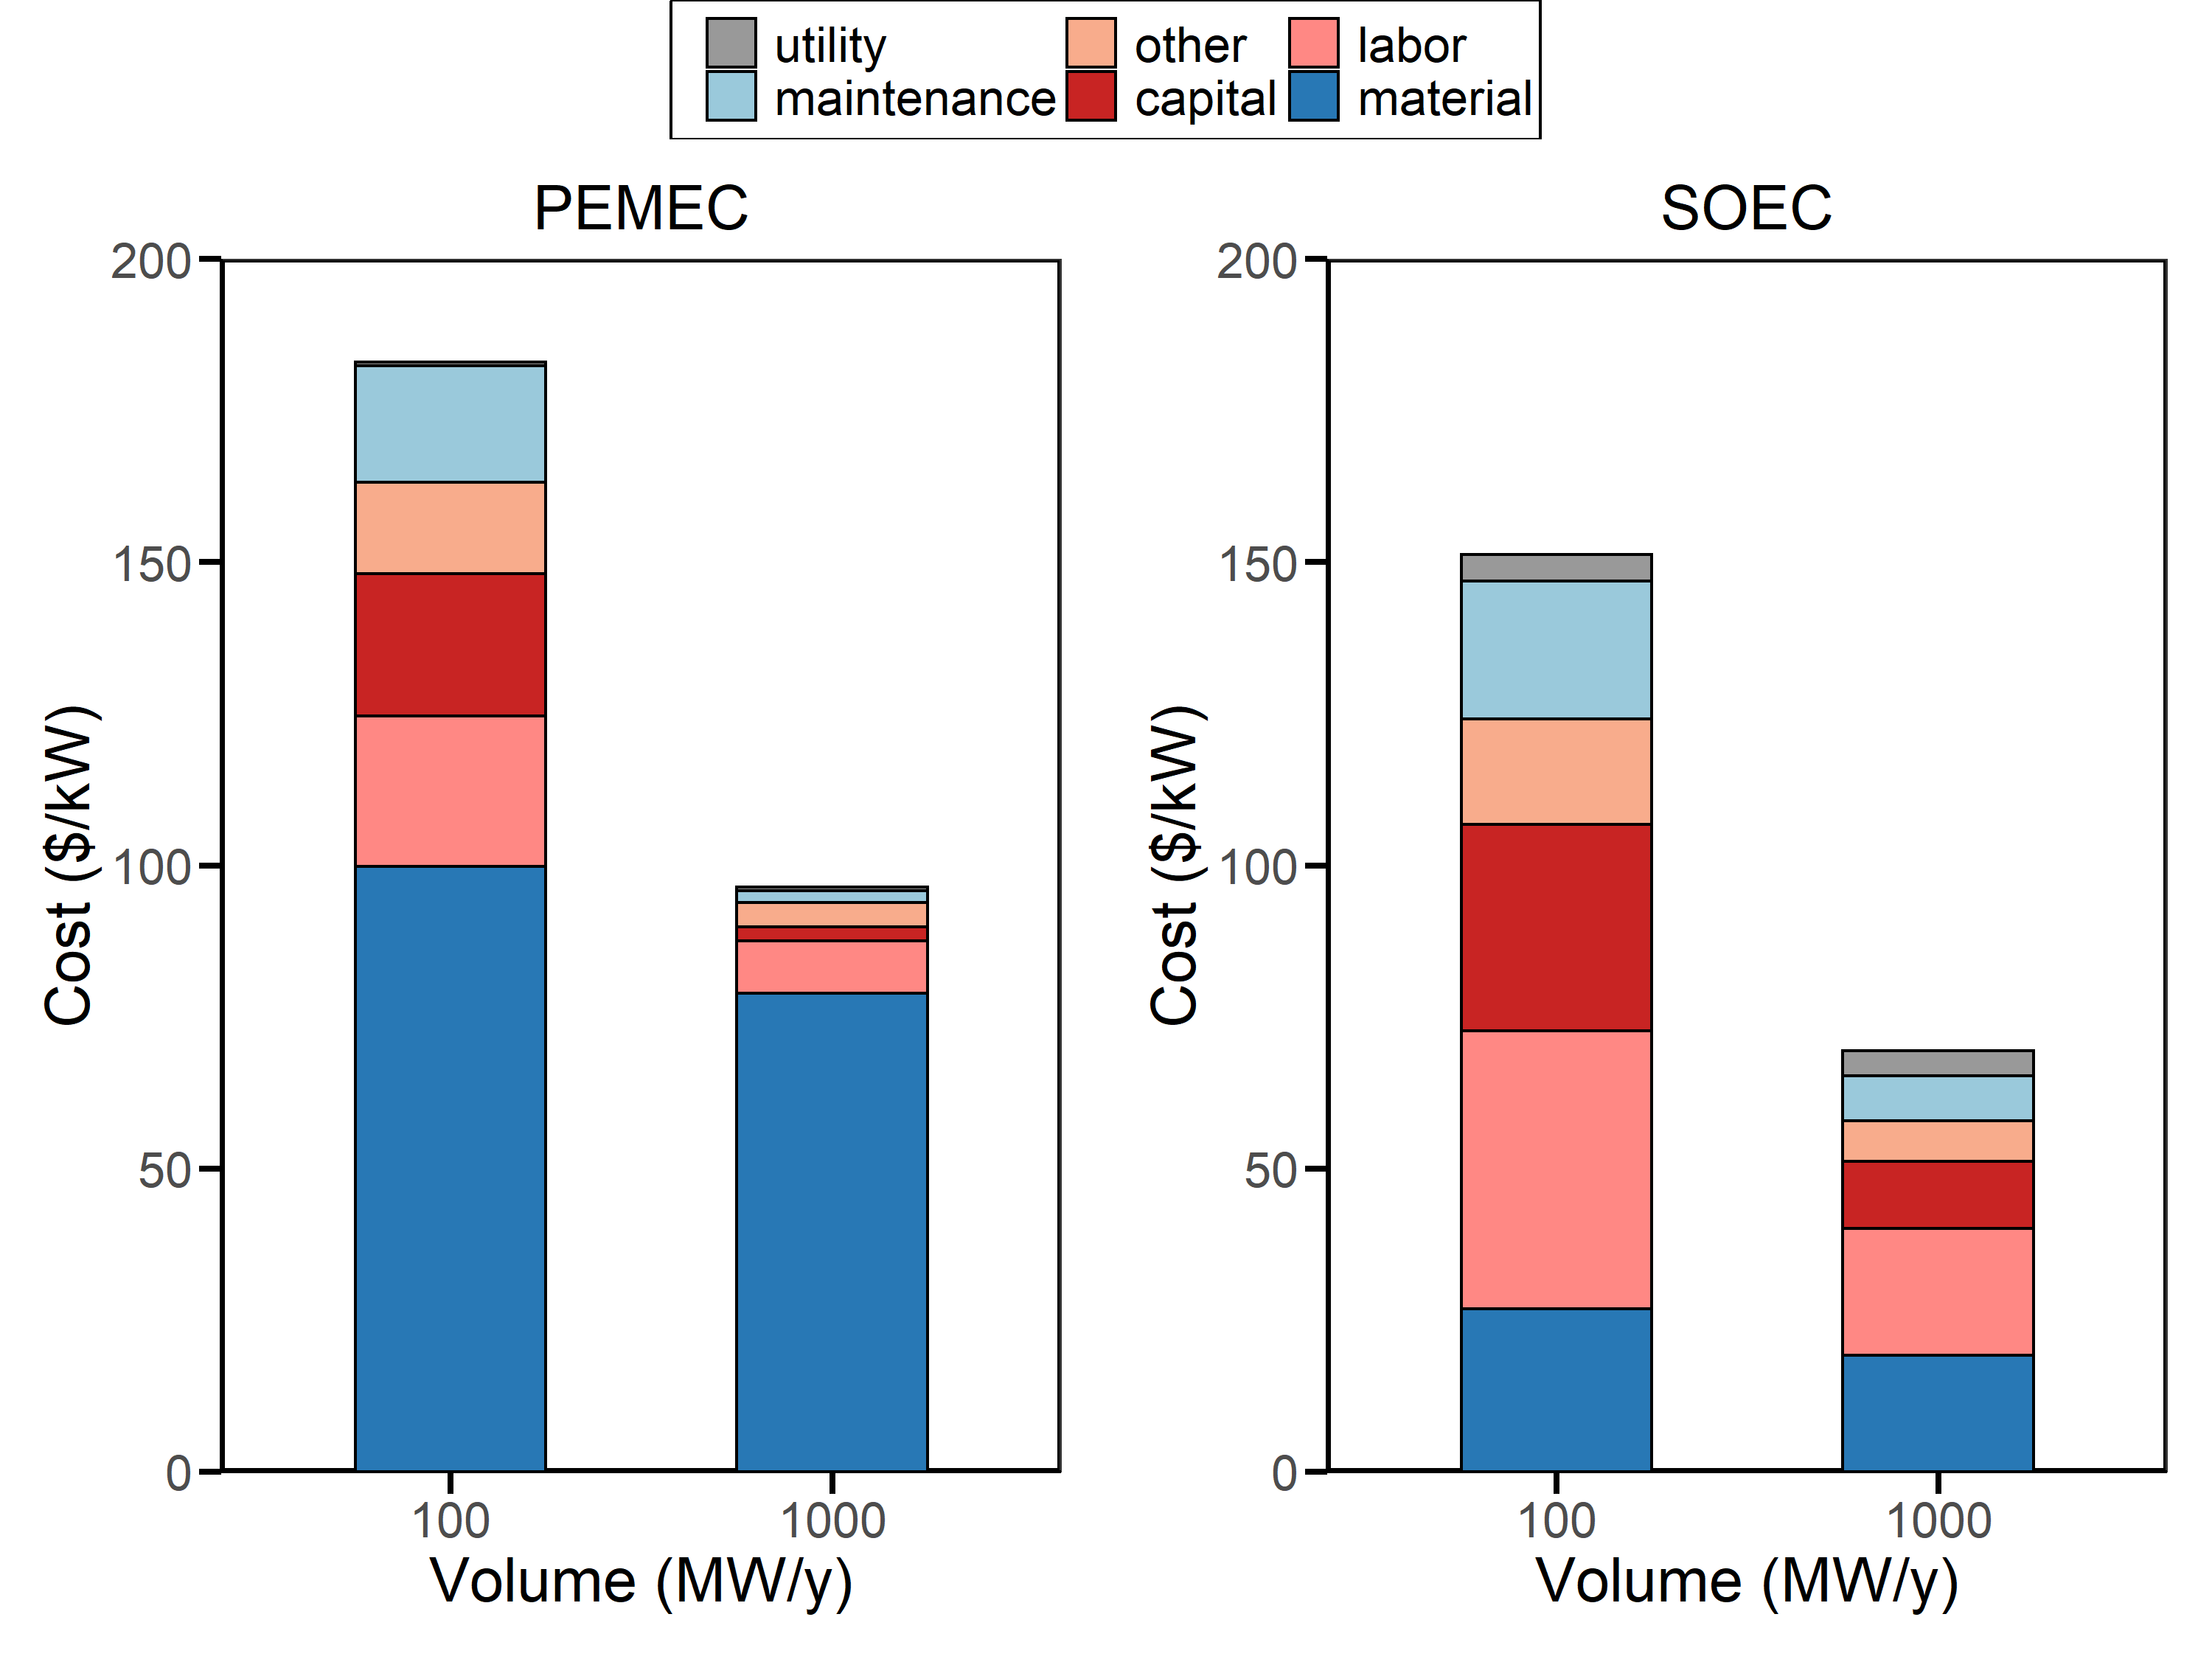 utility other labor
maintenance capital material
PEMEC
SOEC
Cost ($/kW)
200
150
100
50
0
100 1000
Volume (MW/y)
Cost ($/kW)
200
150
100
50
0
100 1000
Volume (MW/y)